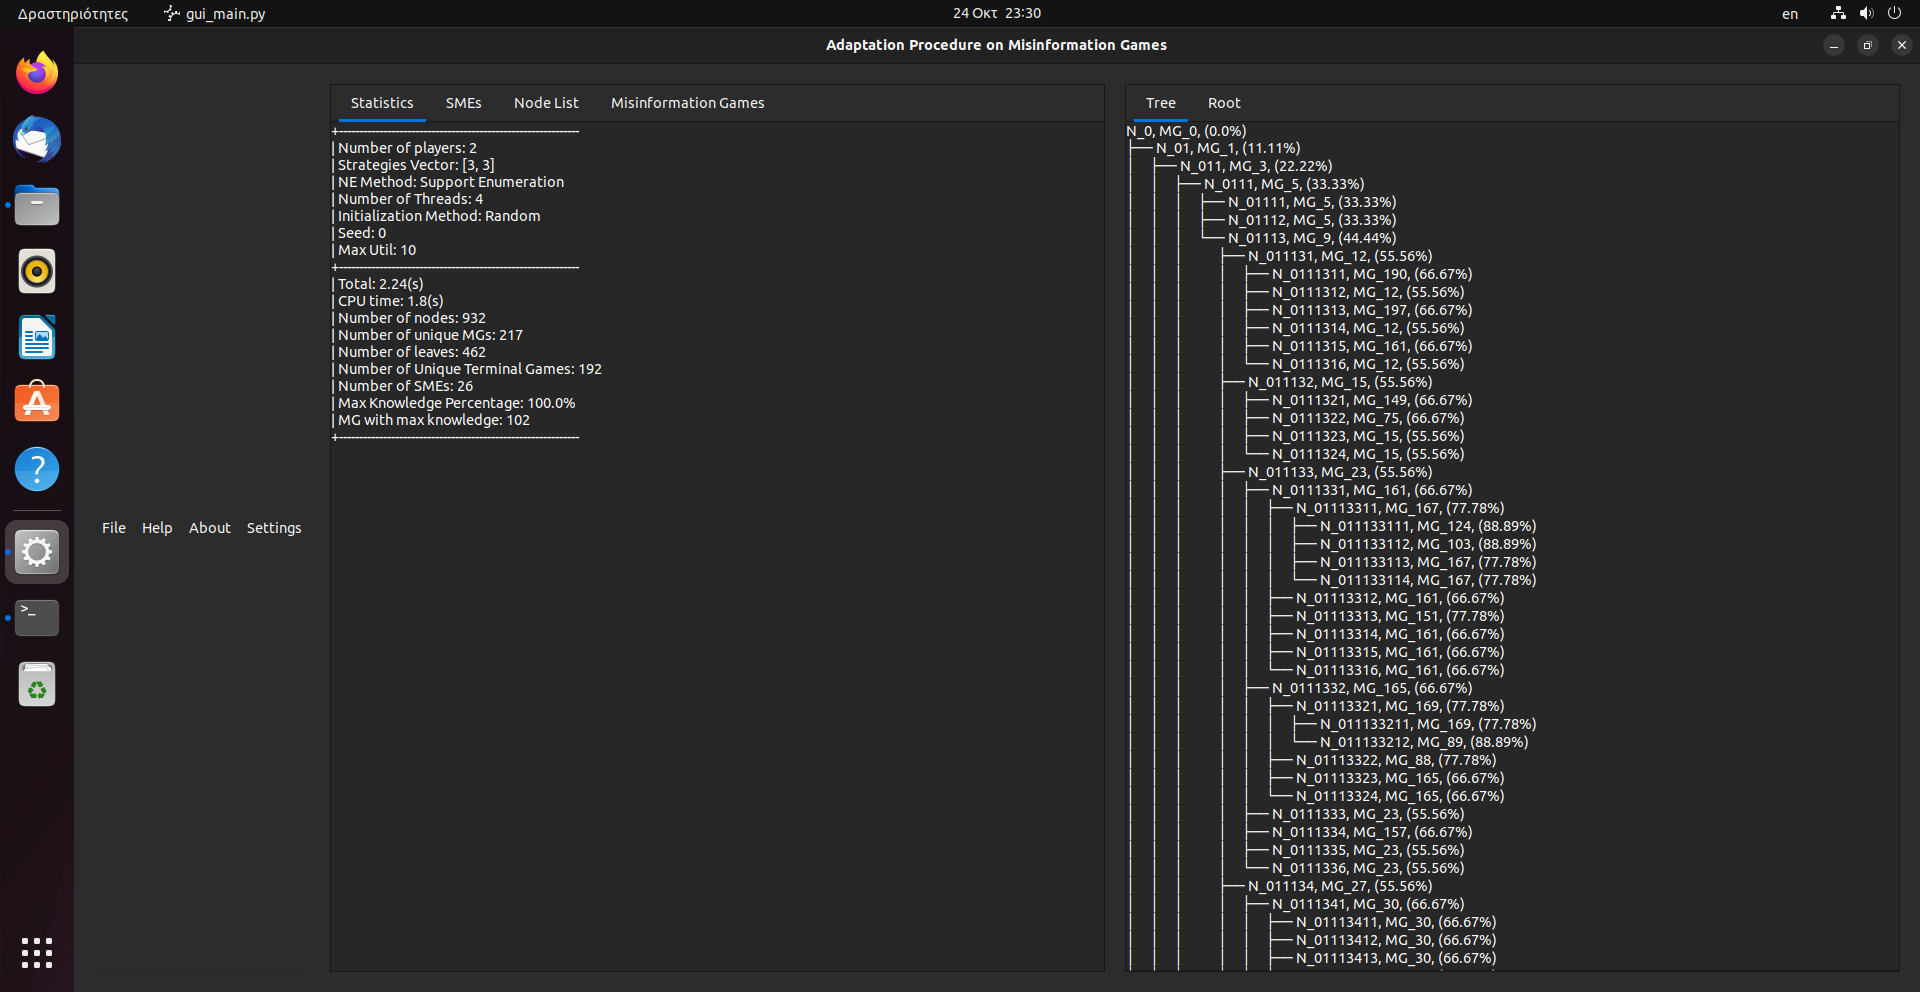 Δραστηριότητες
gui_main.py
24 Οκτ 23:30
en
Adaptation Procedure on Misinformation Games
File Help About Settings
Statistics SMEs Node List Misinformation Games
+------------------------------------------------------------
| Number of players: 2
| Strategies Vector: [3, 3]
| NE Method: Support Enumeration
| Number of Threads: 4
| Initialization Method: Random
| Seed: 0
| Max Util: 10
+------------------------------------------------------------
| Total: 2.24(s)
| CPU time: 1.8(s)
| Number of nodes: 932
| Number of unique MGs: 217
| Number of leaves: 462
| Number of Unique Terminal Games: 192
| Number of SMEs: 26
| Max Knowledge Percentage: 100.0%
| MG with max knowledge: 102
+------------------------------------------------------------
Tree Root
N_0, MG_0, (0.0%)
N_01, MG_1, (11.11%)
N_011, MG_3, (22.22%)
N_0111, MG_5, (33.33%)
N_01111, MG_5, (33.33%)
N_01112, MG_5, (33.33%)
N_01113, MG_9, (44.44%)
N_011131, MG_12, (55.56%)
N_0111311, MG_190, (66.67%)
N_0111312, MG_12, (55.56%)
N_0111313, MG_197, (66.67%)
N_0111314, MG_12, (55.56%)
N_0111315, MG_161, (66.67%)
N_0111316, MG_12, (55.56%)
N_011132, MG_15, (55.56%)
N_0111321, MG_149, (66.67%)
N_0111322, MG_75, (66.67%)
N_0111323, MG_15, (55.56%)
N_0111324, MG_15, (55.56%)
N_011133, MG_23, (55.56%)
N_0111331, MG_161, (66.67%)
N_01113311, MG_167, (77.78%)
N_011133111, MG_124, (88.89%)
N_011133112, MG_103, (88.89%)
N_011133113, MG_167, (77.78%)
N_011133114, MG_167, (77.78%)
N_01113312, MG_161, (66.67%)
N_01113313, MG_151, (77.78%)
N_01113314, MG_161, (66.67%)
N_01113315, MG_161, (66.67%)
N_01113316, MG_161, (66.67%)
N_0111332, MG_165, (66.67%)
N_01113321, MG_169, (77.78%)
N_011133211, MG_169, (77.78%)
N_011133212, MG_89, (88.89%)
N_01113322, MG_88, (77.78%)
N_01113323, MG_165, (66.67%)
N_01113324, MG_165, (66.67%)
N_0111333, MG_23, (55.56%)
N_0111334, MG_157, (66.67%)
N_0111335, MG_23, (55.56%)
N_0111336, MG_23, (55.56%)
N_011134, MG_27, (55.56%)
N_0111341, MG_30, (66.67%)
N_01113411, MG_30, (66.67%)
N_01113412, MG_30, (66.67%)
N_01113413, MG_30, (66.67%)